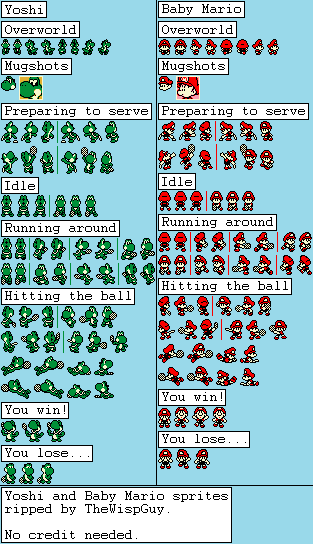 Yoshi
Overworld
Mugshots
Preparing to serve
Idle
Running around
Hitting the ball
You win!
You lose...
Baby Mario
Overworld
Mugshots
Preparing to serve
Idle
Running around
Hitting the ball
You win!
You lose...
Yoshi and Baby Mario sprites
ripped by TheWispGuy.
No credit needed.